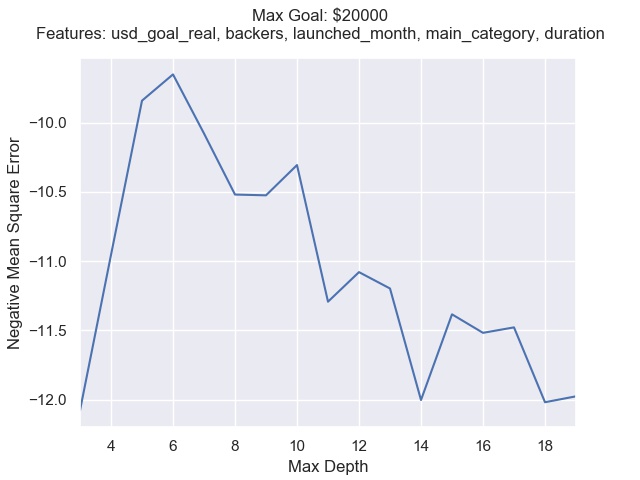 Max Goal: $20000
Features: usd_goal_real, backers, launched_month, main_category, duration
Negative Mean Square Error
−10.0
−10.5
−11.0
−11.5
−12.0
4 6 8 10 12 14 16 18
Max Depth